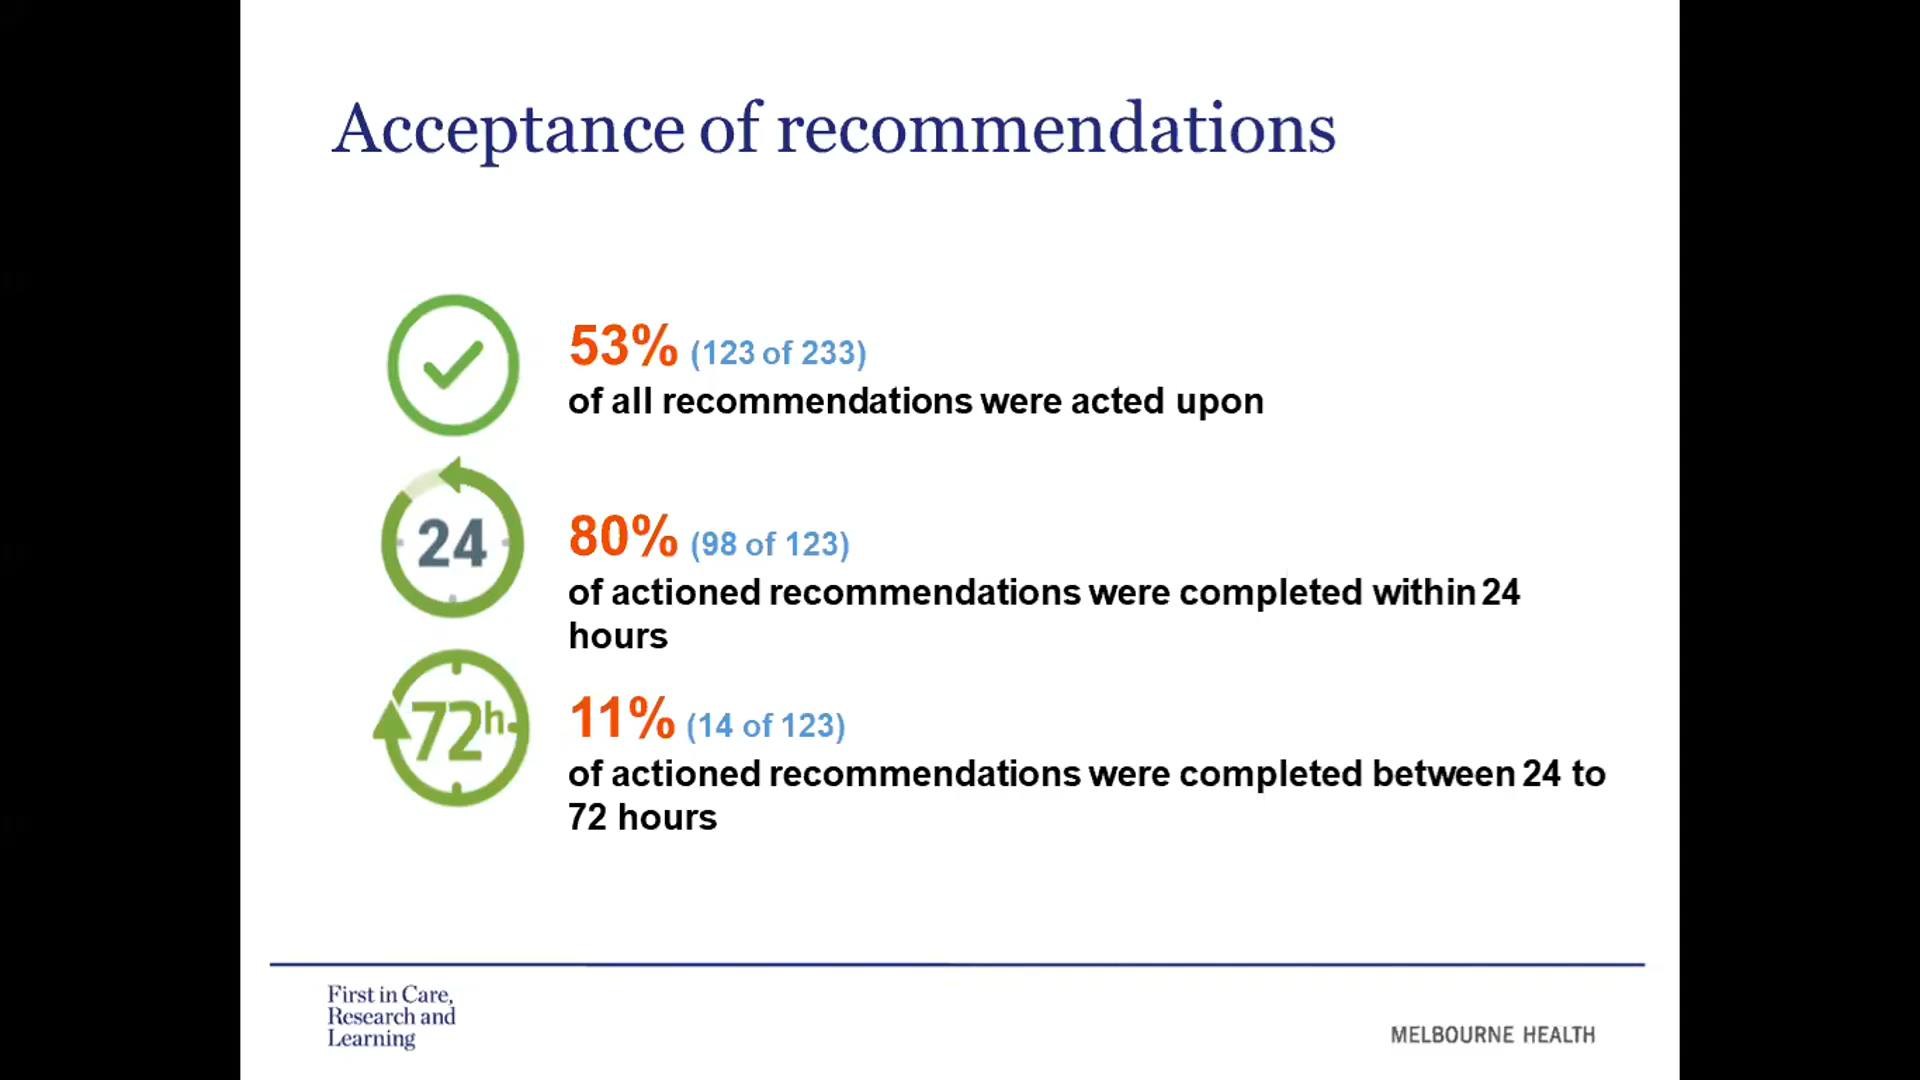 Acceptance of recommendations
53% (123 of 233)
of all recommendations were acted upon
24
80% (98 of 123)
of actioned recommendations were completed within 24
hours
72h
11% (14 of 123)
of actioned recommendations were completed between 24 to
72 hours
First in Care,
Research and
Learning
MELBOURNE HEALTH